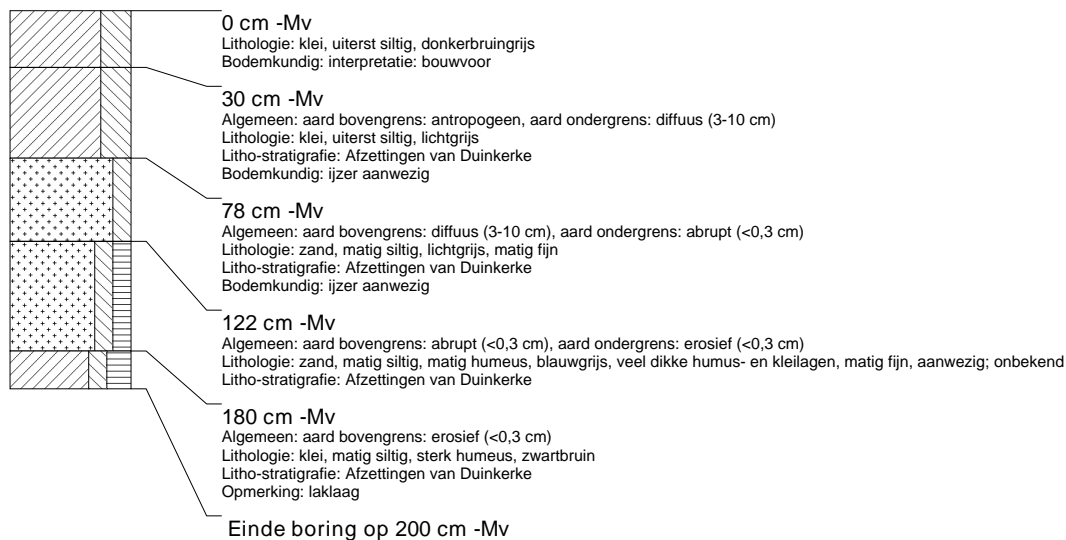 0 cm -Mv
Lithologie: klei, uiterst siltig, donkerbruingrijs
Bodemkundig: interpretatie: bouwvoor
30 cm -Mv
Algemeen: aard bovengrens: antropogeen, aard ondergrens: diffuus (3-10 cm)
Lithologie: klei, uiterst siltig, lichtgrijs
Litho-stratigrafie: Afzettingen van Duinkerke
Bodemkundig: ijzer aanwezig
78 cm -Mv
Algemeen: aard bovengrens: diffuus (3-10 cm), aard ondergrens: abrupt (<0,3 cm)
Lithologie: zand, matig siltig, lichtgrijs, matig fijn
Litho-stratigrafie: Afzettingen van Duinkerke
Bodemkundig: ijzer aanwezig
122 cm -Mv
Algemeen: aard bovengrens: abrupt (<0,3 cm), aard ondergrens: erosief (<0,3 cm)
Lithologie: zand, matig siltig, matig humeus, blauwgrijs, veel dikke humus- en kleilagen, matig fijn, aanwezig; onbekend
Litho-stratigrafie: Afzettingen van Duinkerke
180 cm -Mv
Algemeen: aard bovengrens: erosief (<0,3 cm)
Lithologie: klei, matig siltig, sterk humeus, zwartbruin
Litho-stratigrafie: Afzettingen van Duinkerke
Opmerking: laklaag
Einde boring op 200 cm -Mv